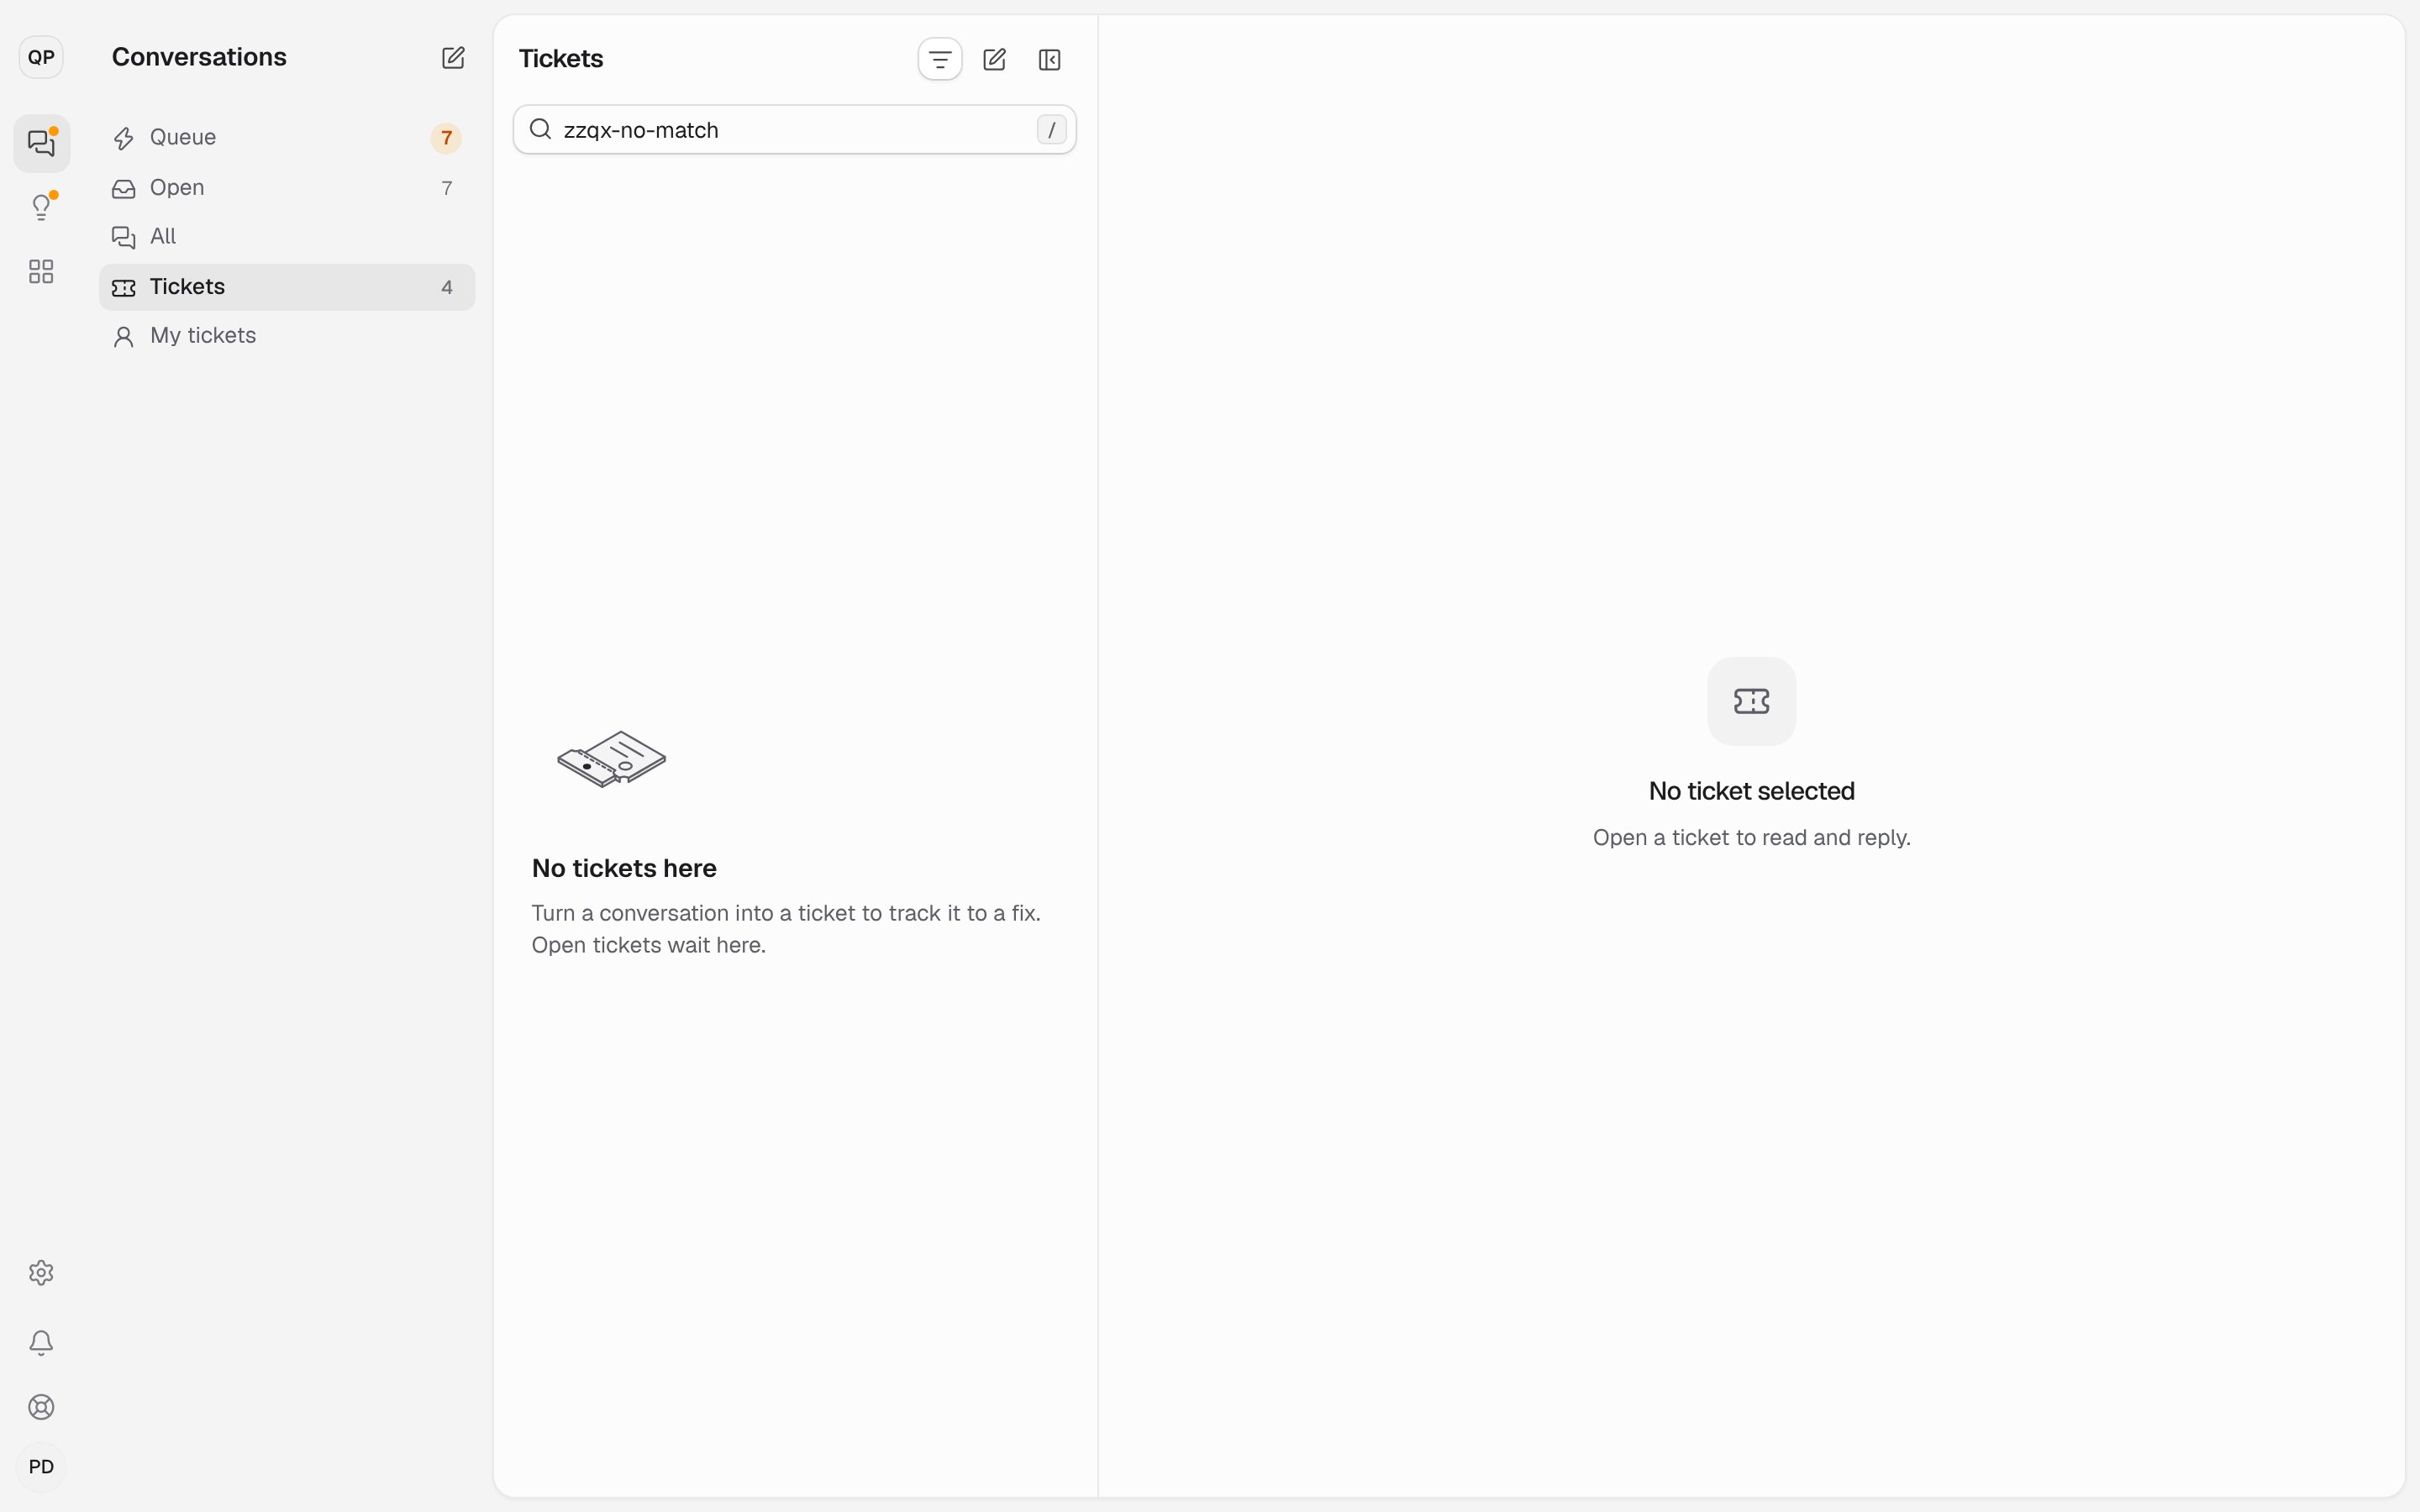 QP
Conversations
Queue 7
Open 7
All
Tickets 4
My tickets
PD
Tickets
zzqx-no-match /
No tickets here
Turn a conversation into a ticket to track it to a fix.
Open tickets wait here.
No ticket selected
Open a ticket to read and reply.